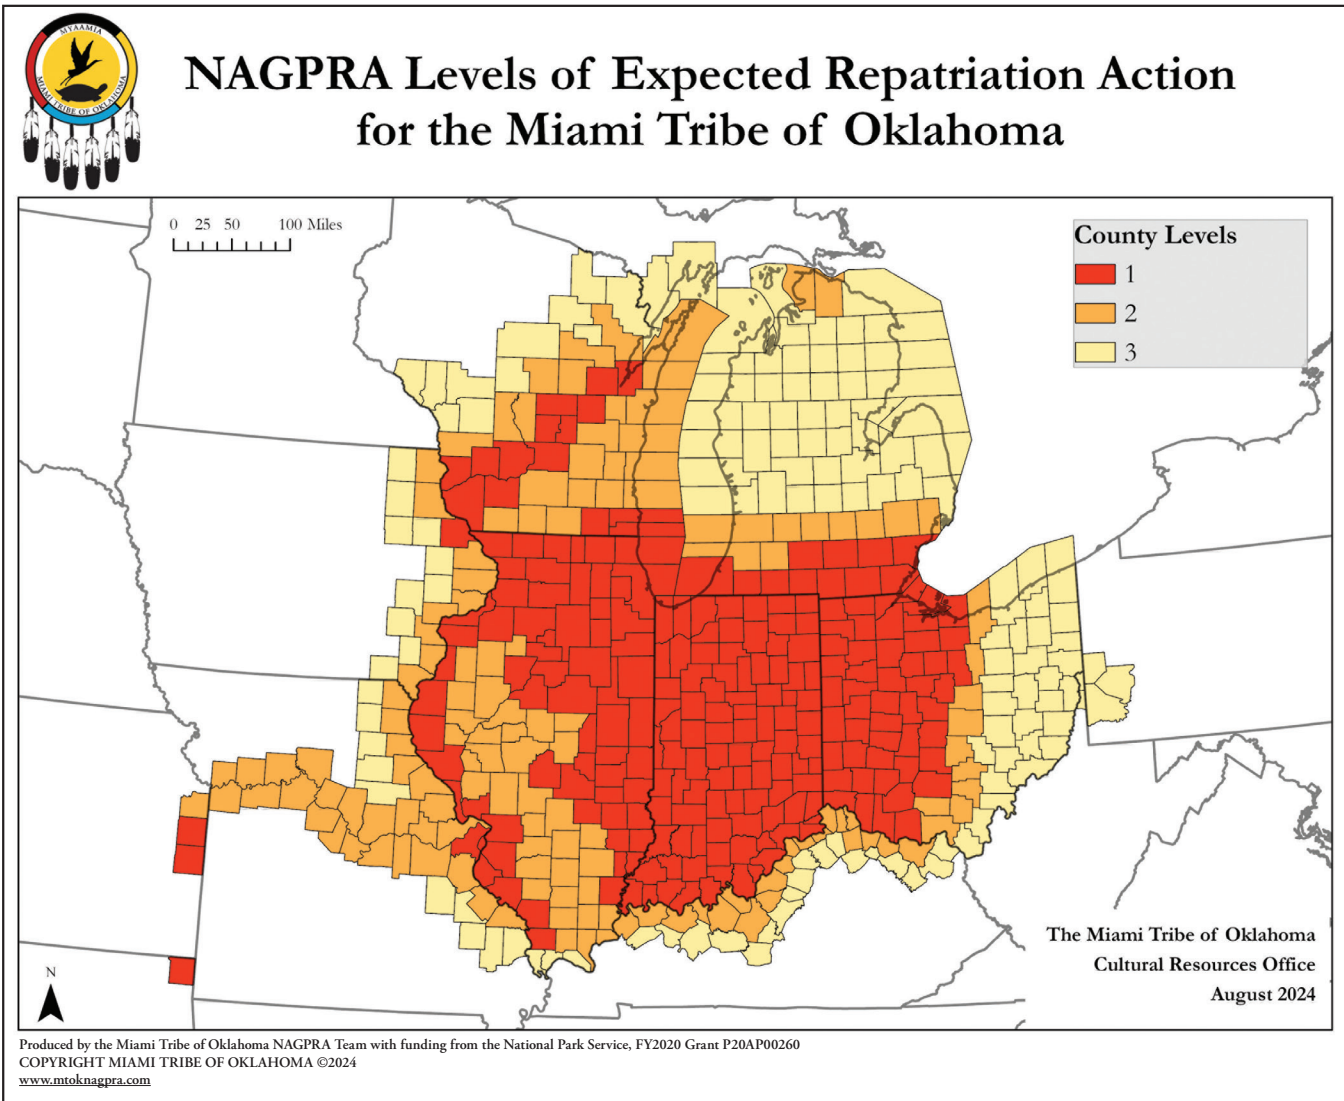 MYAAMIA
MIAMI TRIBE OF OKLAHOMA
NAGPRA Levels of Expected Repatriation Action
for the Miami Tribe of Oklahoma
0 25 50 100 Miles
County Levels
1
2
3
The Miami Tribe of Oklahoma
Cultural Resources Office
August 2024
N
Produced by the Miami Tribe of Oklahoma NAGPRA Team with funding from the National Park Service, FY2020 Grant P20AP00260
COPYRIGHT MIAMI TRIBE OF OKLAHOMA ©2024
www.mtoknagpra.com